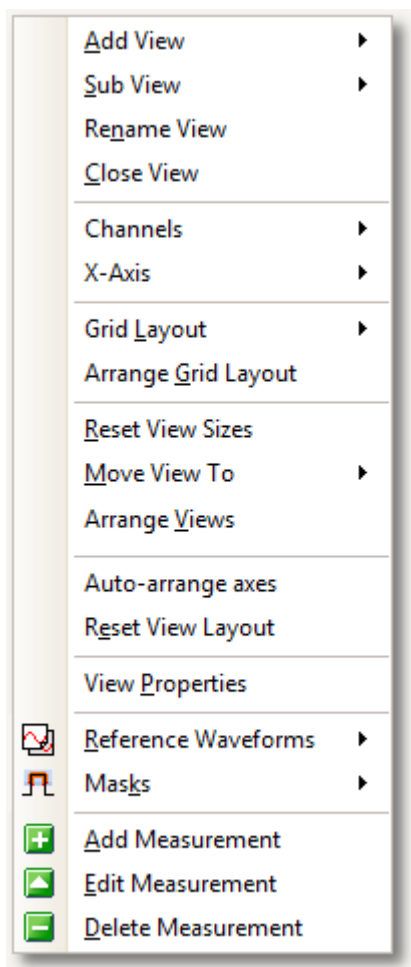 Add View
Sub View
Rename View
Close View
Channels
X-Axis
Grid Layout
Arrange Grid Layout
Reset View Sizes
Move View To
Arrange Views
Auto-arrange axes
Reset View Layout
View Properties
Reference Waveforms
Masks
Add Measurement
Edit Measurement
Delete Measurement